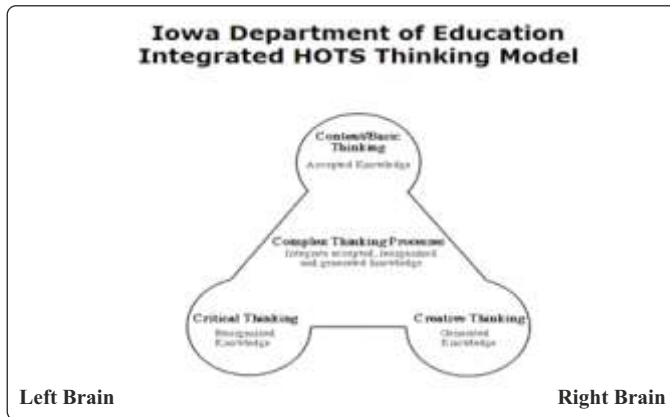 Iowa Department of Education
Integrated HOTS Thinking Model
Content/Basic
Thinking
Accepted Knowledge
Complex Thinking Processes
Integrate accepted, reorganized
and generated knowledge
Critical Thinking
Reorganized
Knowledge
Creative Thinking
Generated
Knowledge
Left Brain
Right Brain